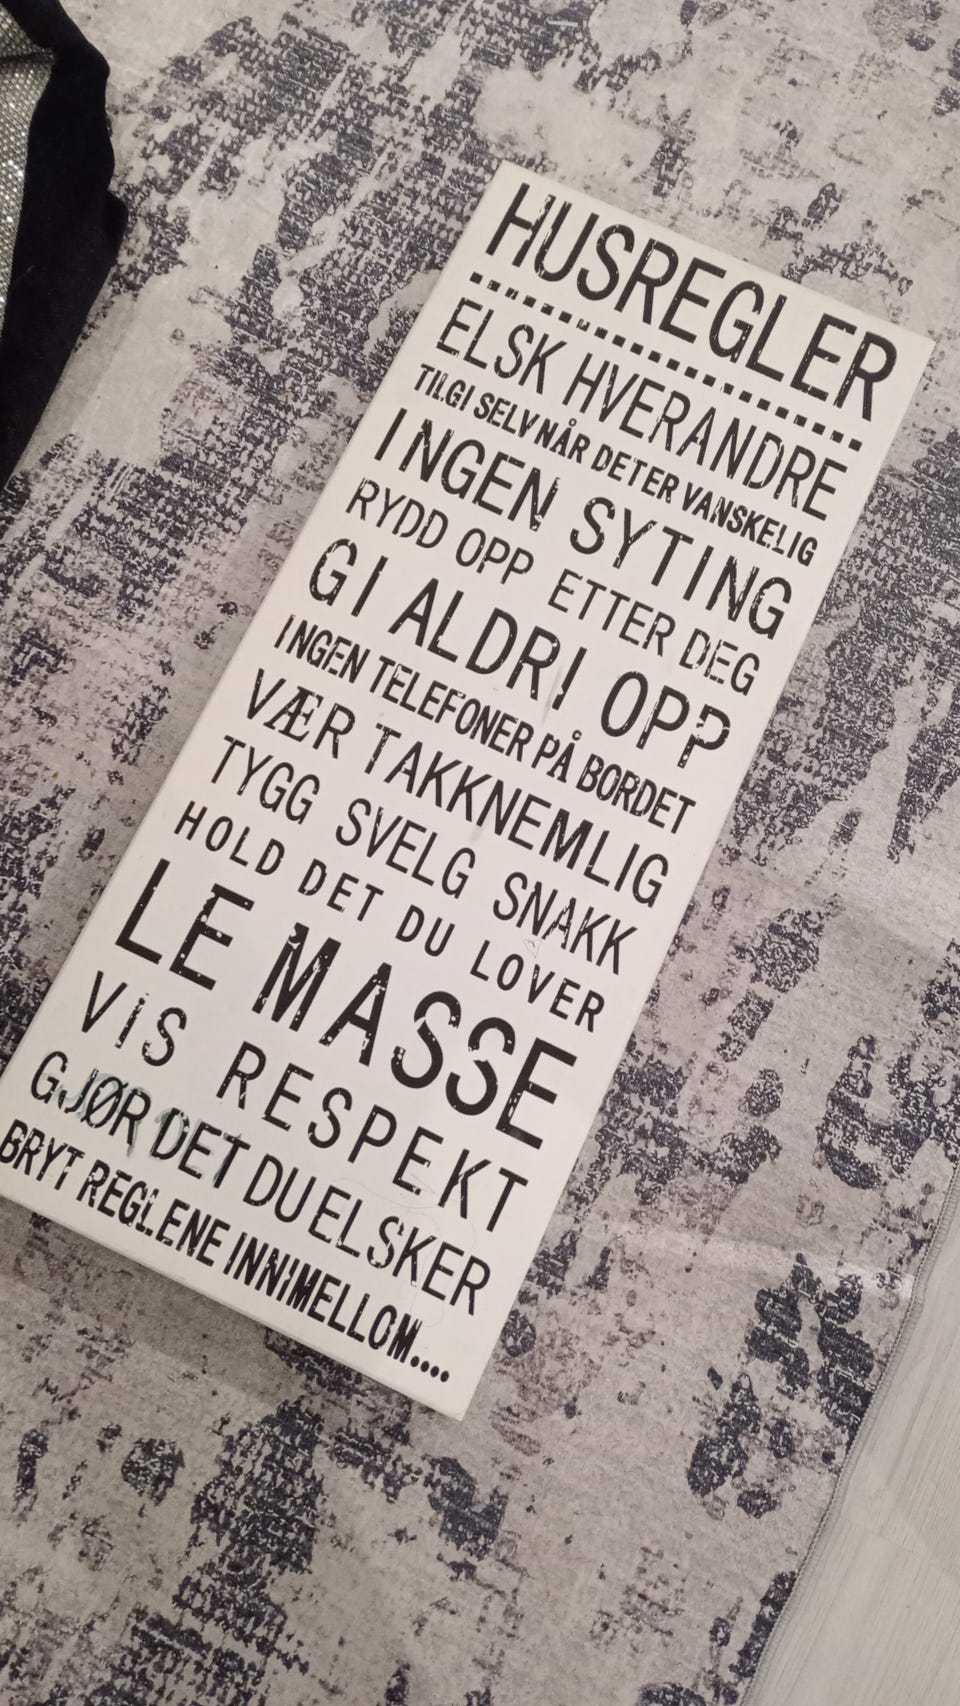 HUSREGLER
ELSK HVERANDRE
TILGI SELV NÅR DET ER VANSKELIG
INGEN SYTING
RYDD OPP ETTER DEG
GI ALDRI OPP
INGEN TELEFONER PÅ BORDET
VÆR TAKKNEMLIG
TYGG SVELG SNAKK
HOLD DET DU LOVER
LE MASSE
VIS RESPEKT
GJØR DET DU ELSKER
BRYT REGLENE INNIMELLOM....